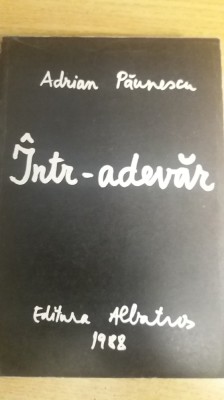 Adrian Păunescu
Într-adevăr
Editura Albatros
1988